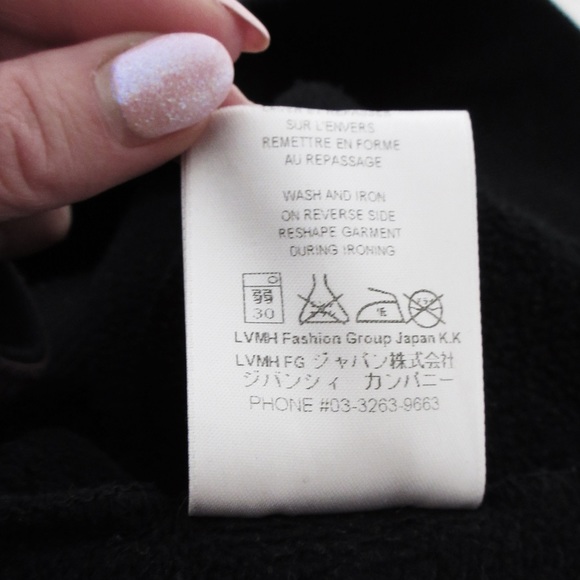 SUR L'ENVERS
REMETTRE EN FORME
AU REPASSAGE
WASH AND IRON
ON REVERSE SIDE
RESHAPE GARMENT
DURING IRONING
弱
30
LVMH Fashion Group Japan K.K
LVMH FG ジャパン株式会社
ジバンシィ カンパニー
PHONE #03-3263-9663